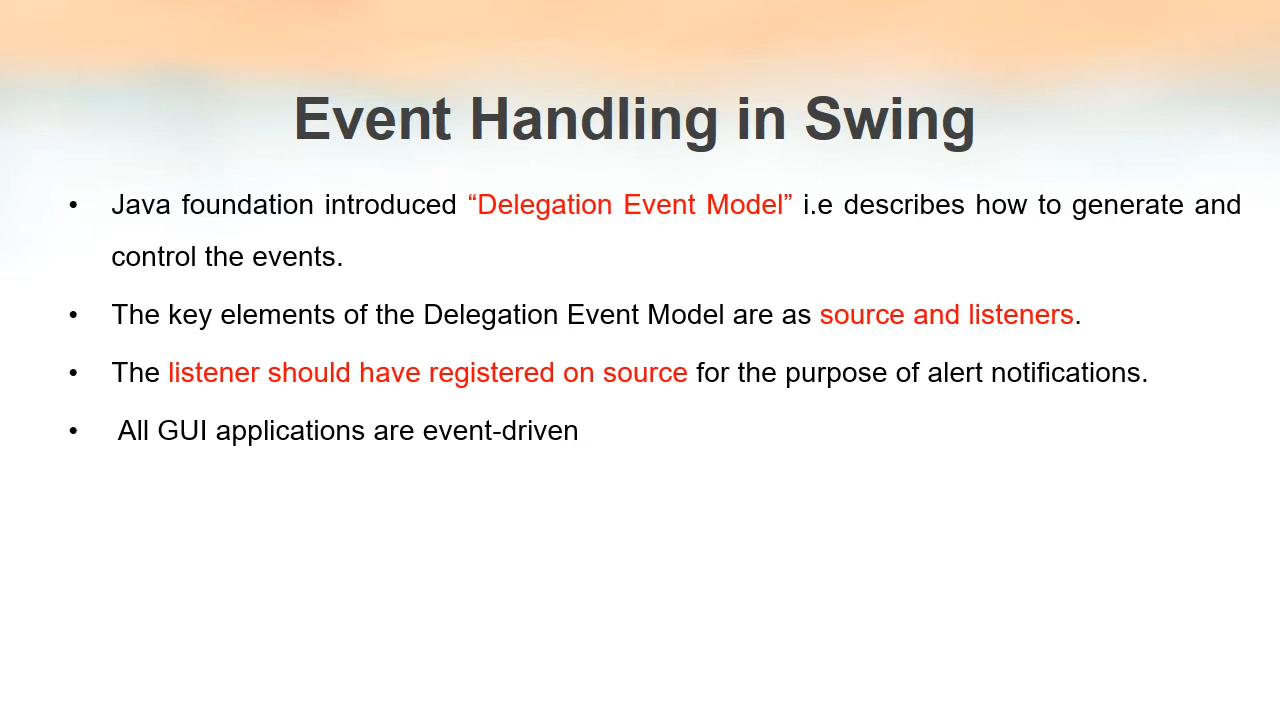 Event Handling in Swing
• Java foundation introduced “Delegation Event Model” i.e describes how to generate and
control the events.
• The key elements of the Delegation Event Model are as source and listeners.
• The listener should have registered on source for the purpose of alert notifications.
• All GUI applications are event-driven